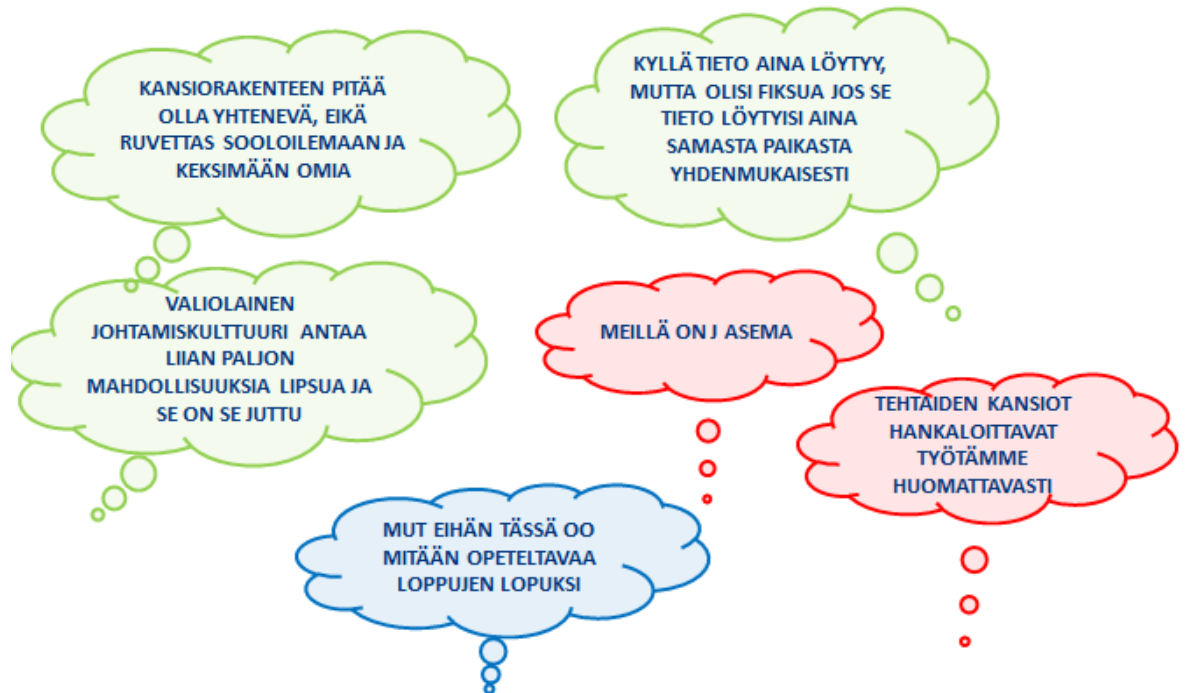 KANSIORAKENTEEN PITÄÄ
OLLA YHTENEVÄ, EIKÄ
RUVETTAS SOOLOILEMAAN JA
KEKSIMÄÄN OMIA
KYLLÄ TIETO AINA LÖYTYY,
MUTTA OLISI FIKSUA JOS SE
TIETO LÖYTYISI AINA
SAMASTA PAIKASTA
YHDENMUKAISESTI
VALIOLAINEN
JOHTAMISKULTTUURI ANTAA
LIIAN PALJON
MAHDOLLISUUKSIA LIPSUA JA
SE ON SE JUTTU
MEILLÄ ON J ASEMA
TEHTAIDEN KANSIOT
HANKALOITTAVAT
TYÖTÄMME
HUOMATTAVASTI
MUT EIHÄN TÄSSÄ OO
MITÄÄN OPETELTAVAA
LOPPUJEN LOPUKSI